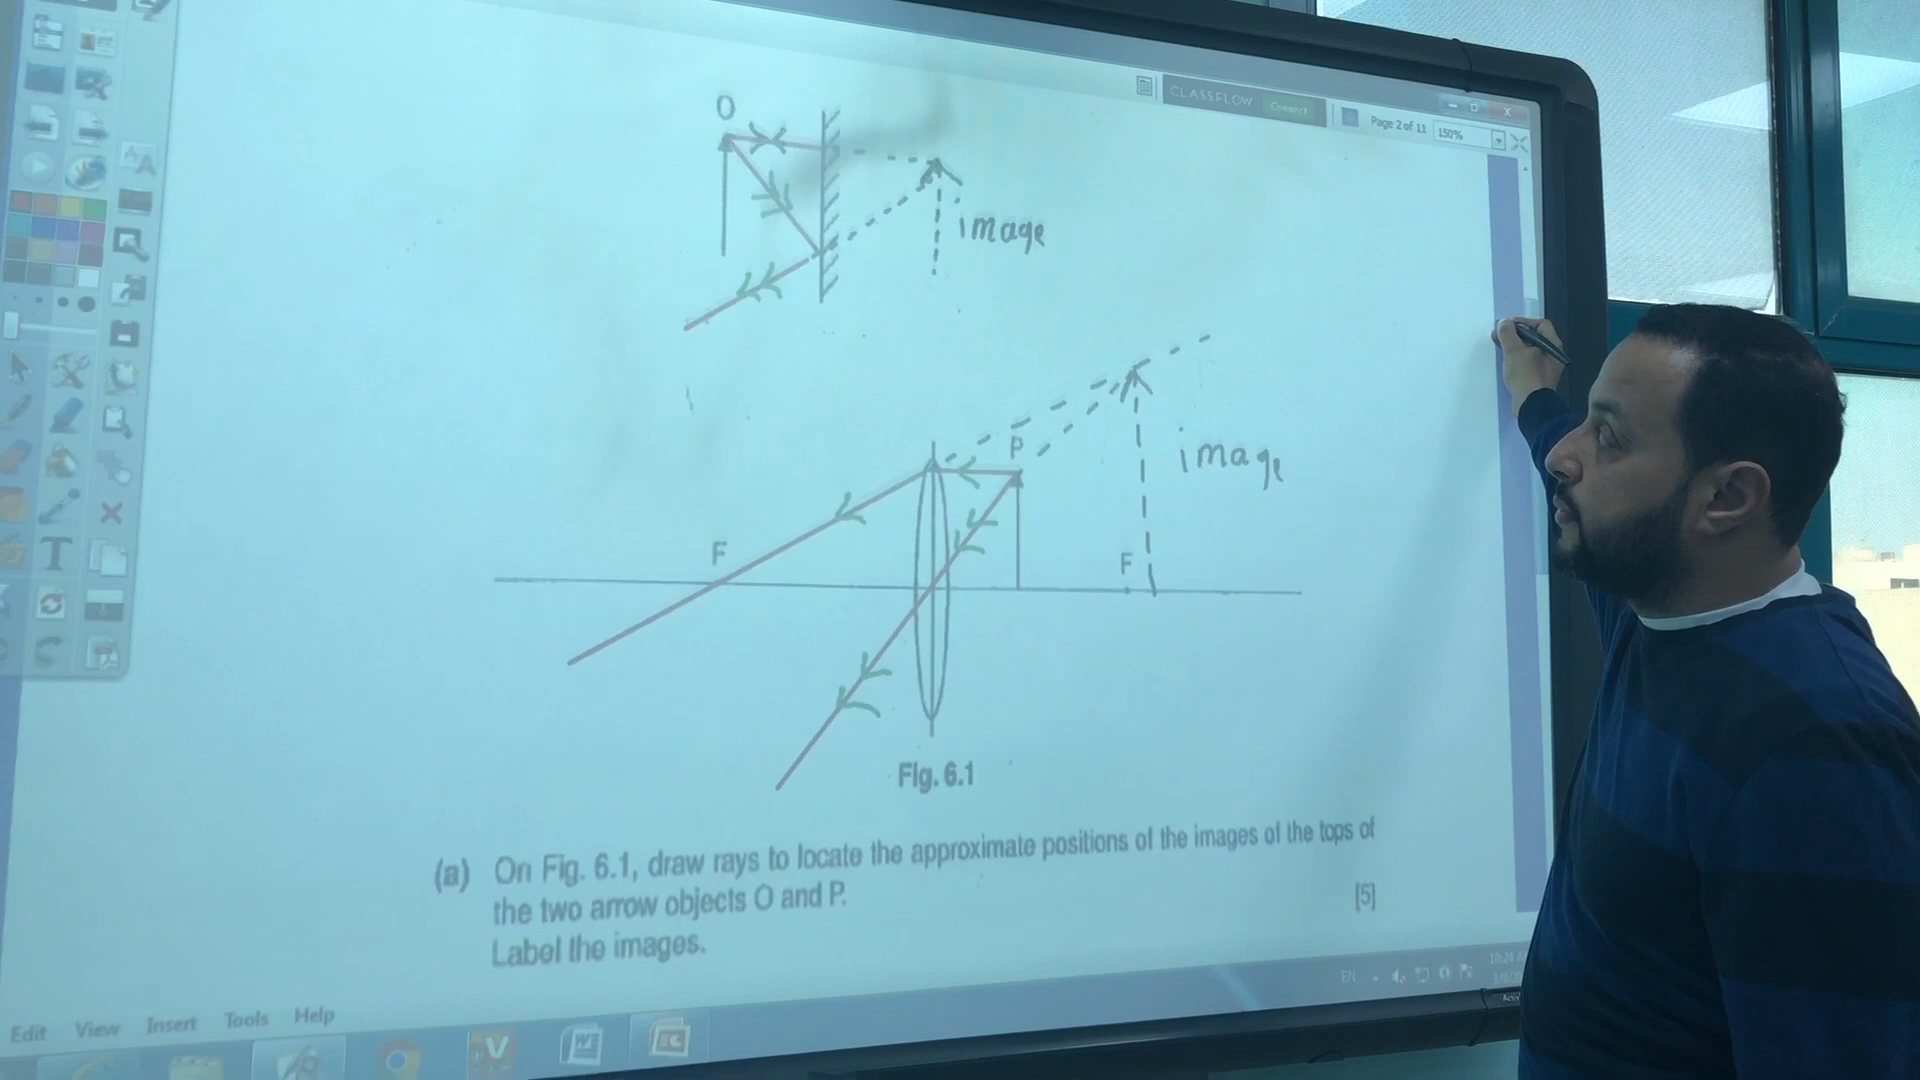 CLASSFLOW Connect
Page 2 of 11 150%
O
image
P
image
F
F
Fig. 6.1
(a) On Fig. 6.1, draw rays to locate the approximate positions of the images of the tops of
the two arrow objects O and P.
[5]
Label the images.
EN
Edit View Insert Tools Help